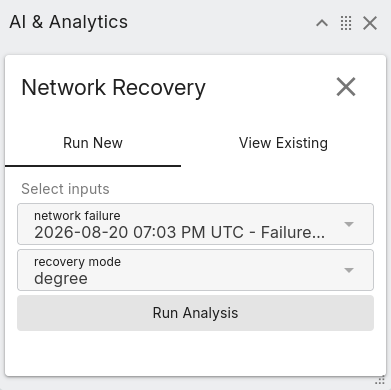 AI & Analytics
Network Recovery
Run New
View Existing
Select inputs
network failure
2026-08-20 07:03 PM UTC - Failure...
recovery mode
degree
Run Analysis